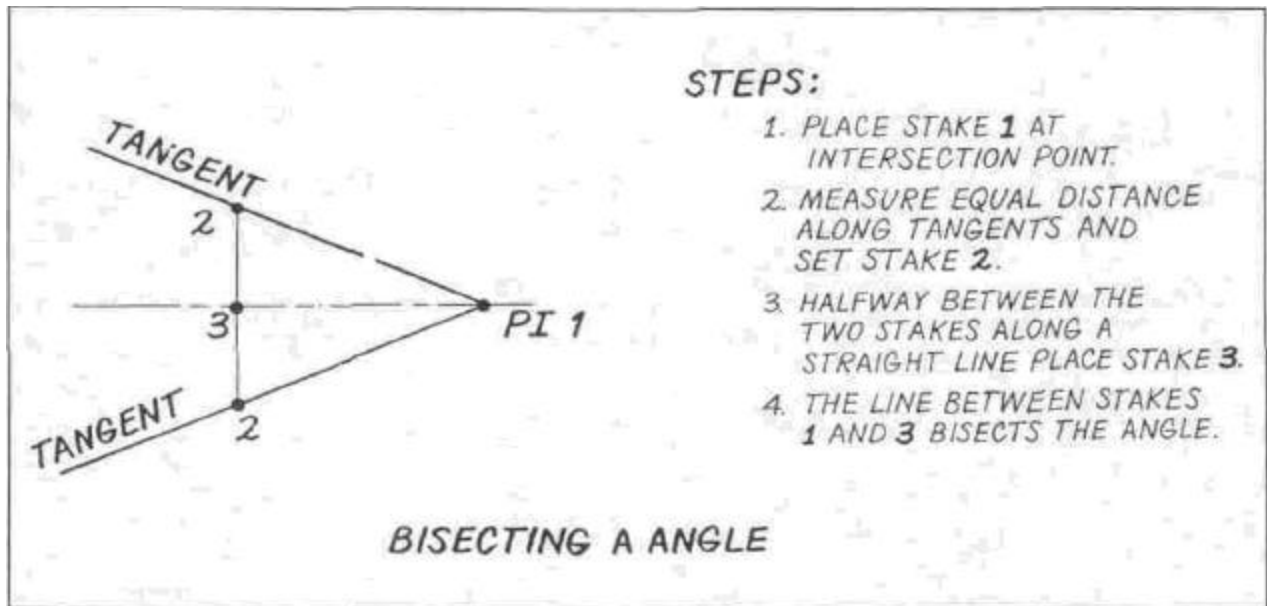 TANGENT
2
3
PI 1
TANGENT
2
STEPS:
1. PLACE STAKE 1 AT
INTERSECTION POINT.
2. MEASURE EQUAL DISTANCE
ALONG TANGENTS AND
SET STAKE 2.
3. HALFWAY BETWEEN THE
TWO STAKES ALONG A
STRAIGHT LINE PLACE STAKE 3.
4. THE LINE BETWEEN STAKES
1 AND 3 BISECTS THE ANGLE.
BISECTING A ANGLE